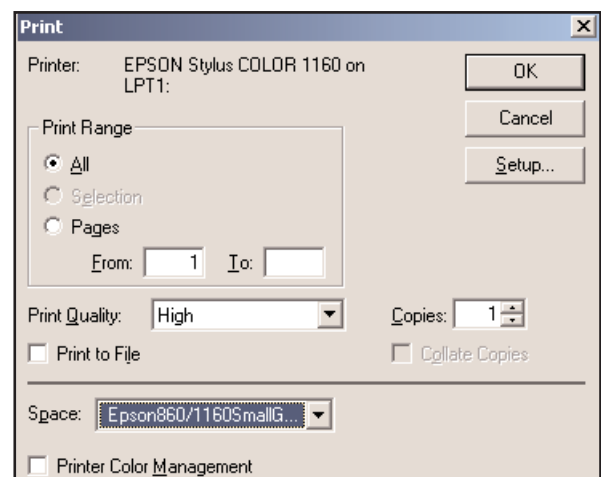 Print
Printer: EPSON Stylus COLOR 1160 on
LPT1:
OK
Cancel
Setup...
Print Range
All
Selection
Pages
From: 1 To:
Print Quality: High
Copies: 1
Print to File
Collate Copies
Space: Epson860/1160SmallG...
Printer Color Management